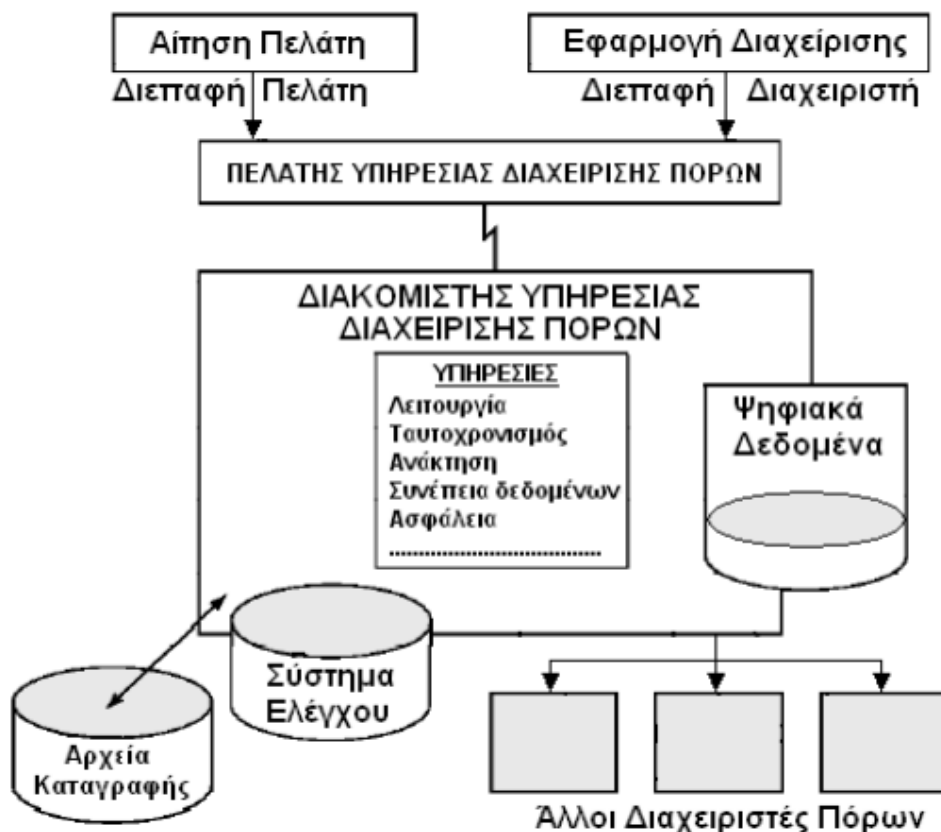 Αίτηση Πελάτη
Εφαρμογή Διαχείρισης
Διεπαφή Πελάτη
Διεπαφή Διαχειριστή
ΠΕΛΑΤΗΣ ΥΠΗΡΕΣΙΑΣ ΔΙΑΧΕΙΡΙΣΗΣ ΠΟΡΩΝ
ΔΙΑΚΟΜΙΣΤΗΣ ΥΠΗΡΕΣΙΑΣ
ΔΙΑΧΕΙΡΙΣΗΣ ΠΟΡΩΝ
ΥΠΗΡΕΣΙΕΣ
Λειτουργία
Ταυτοχρονισμός
Ανάκτηση
Συνέπεια δεδομένων
Ασφάλεια
....................................
Ψηφιακά
Δεδομένα
Σύστημα
Ελέγχου
Αρχεία
Καταγραφής
Άλλοι Διαχειριστές Πόρων